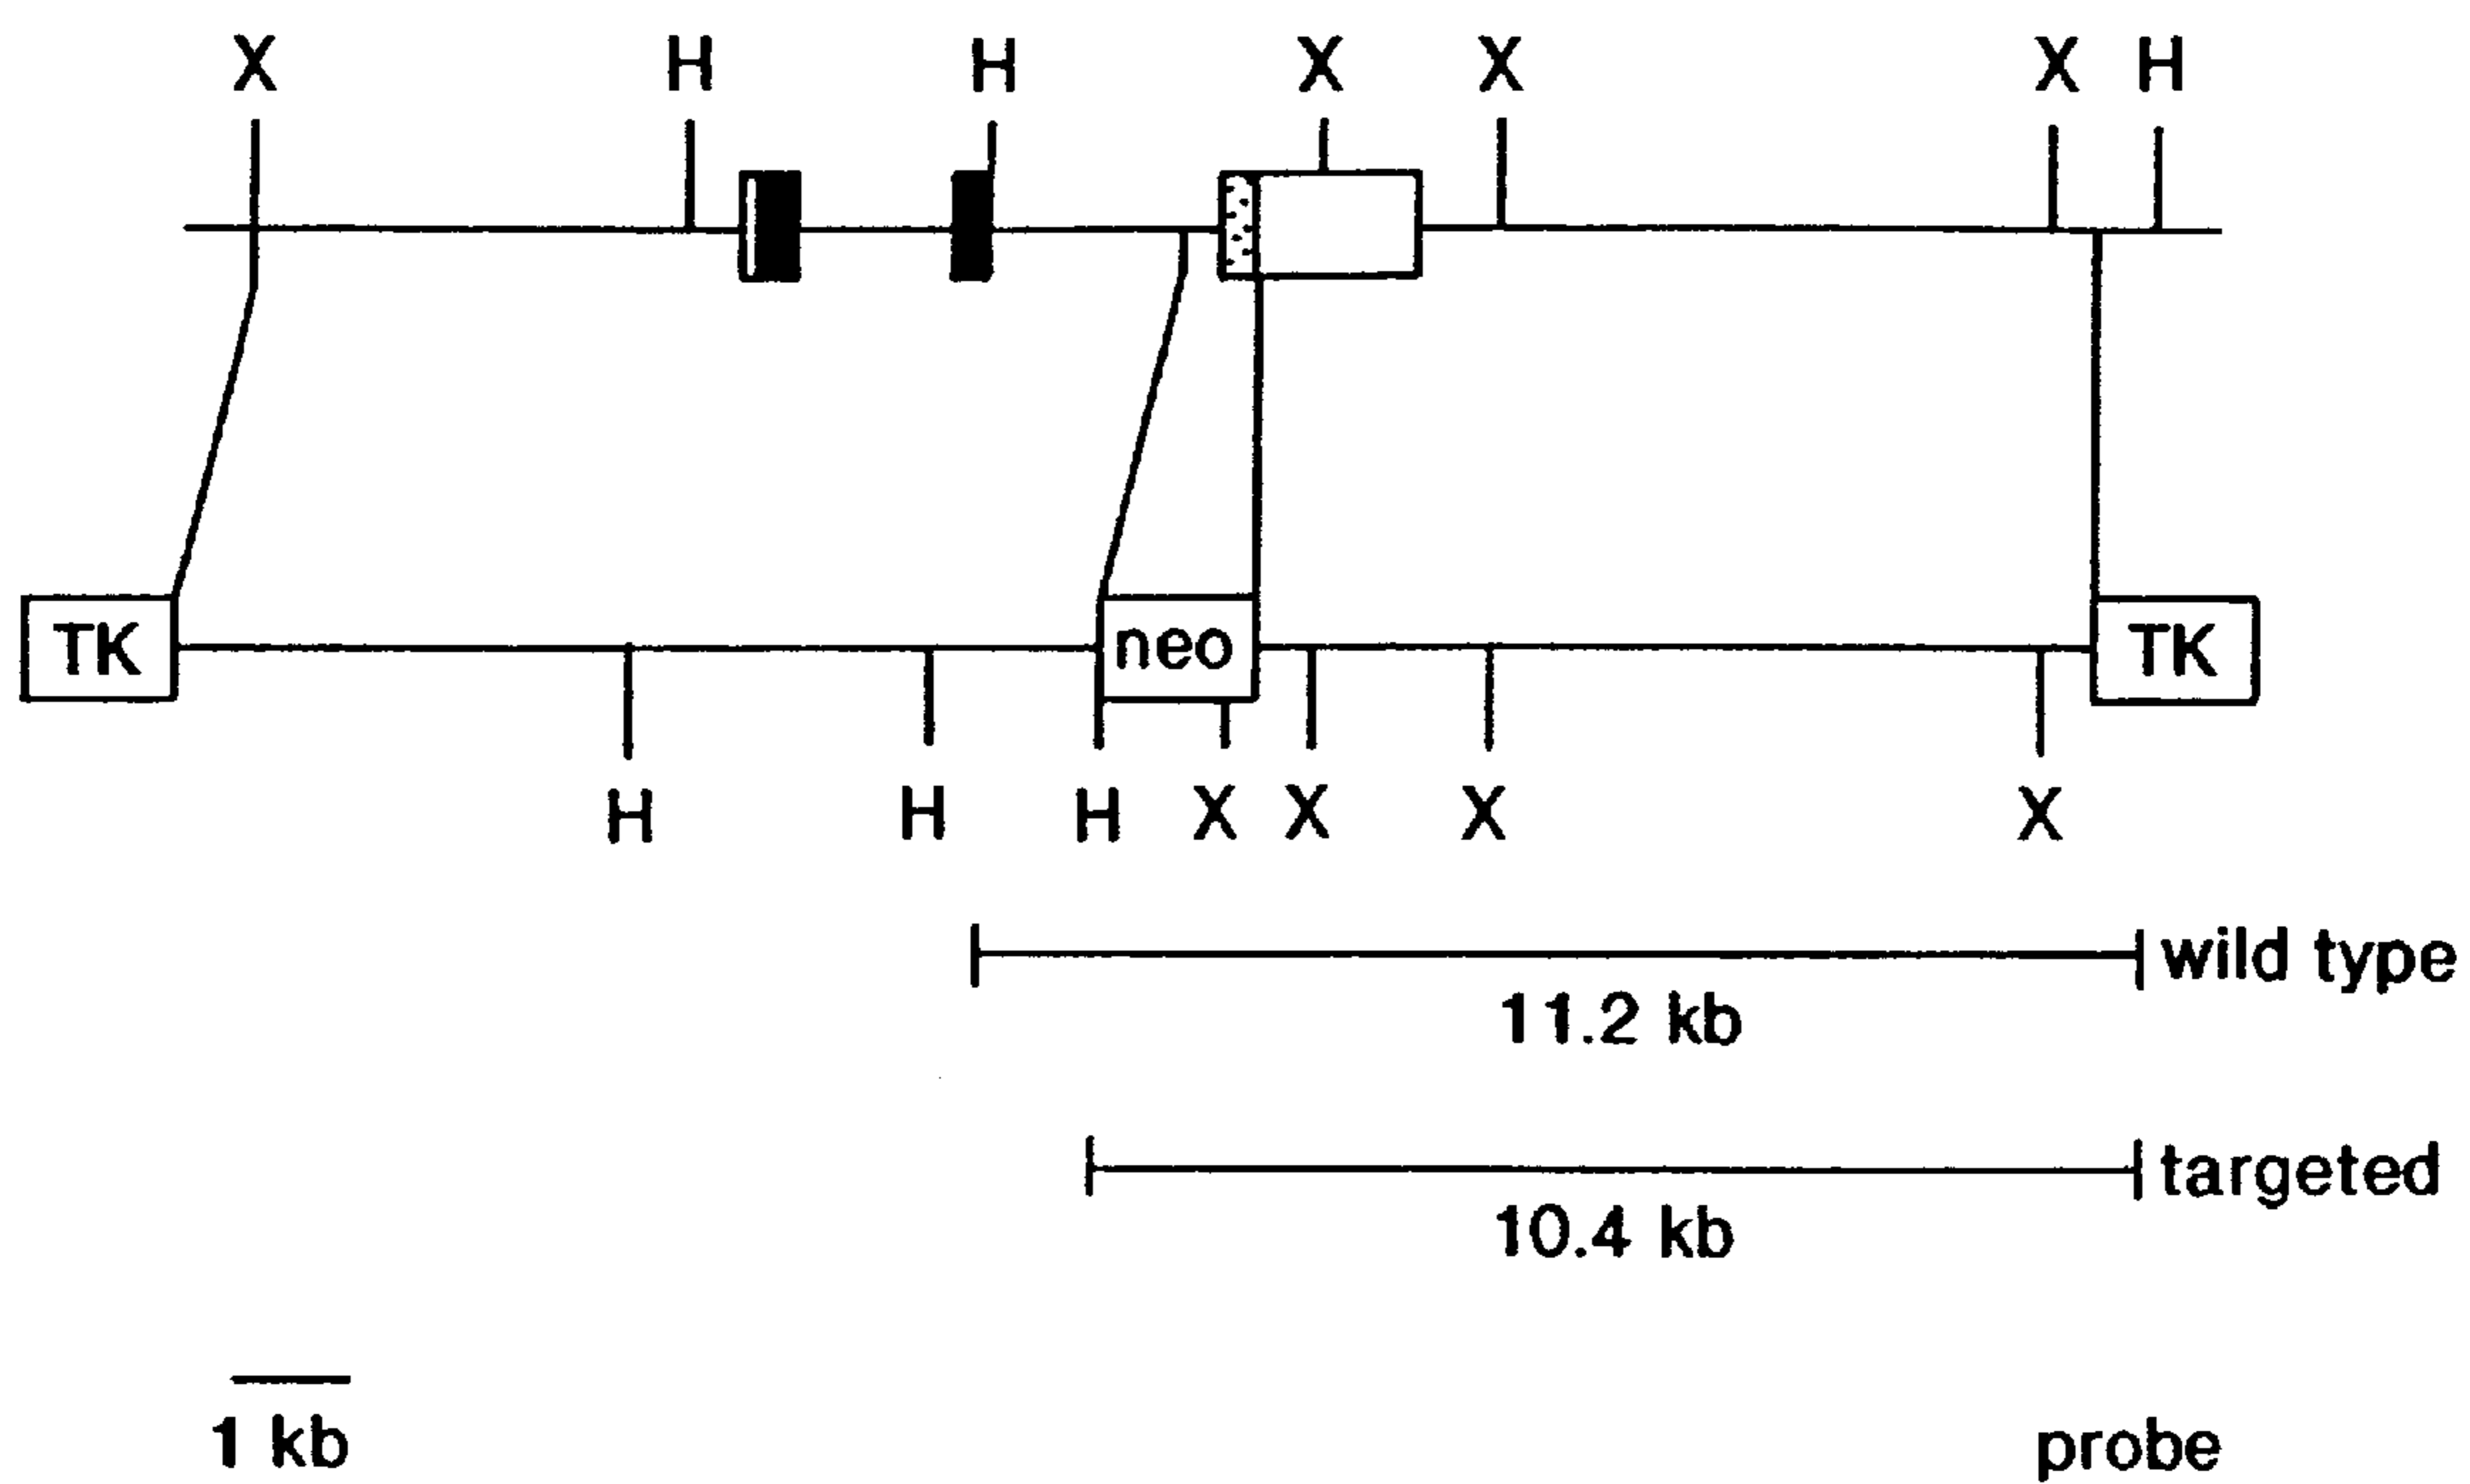 X H H X X X H
TK neo TK
H H H X X X X
wild type
11.2 kb
targeted
10.4 kb
1 kb probe